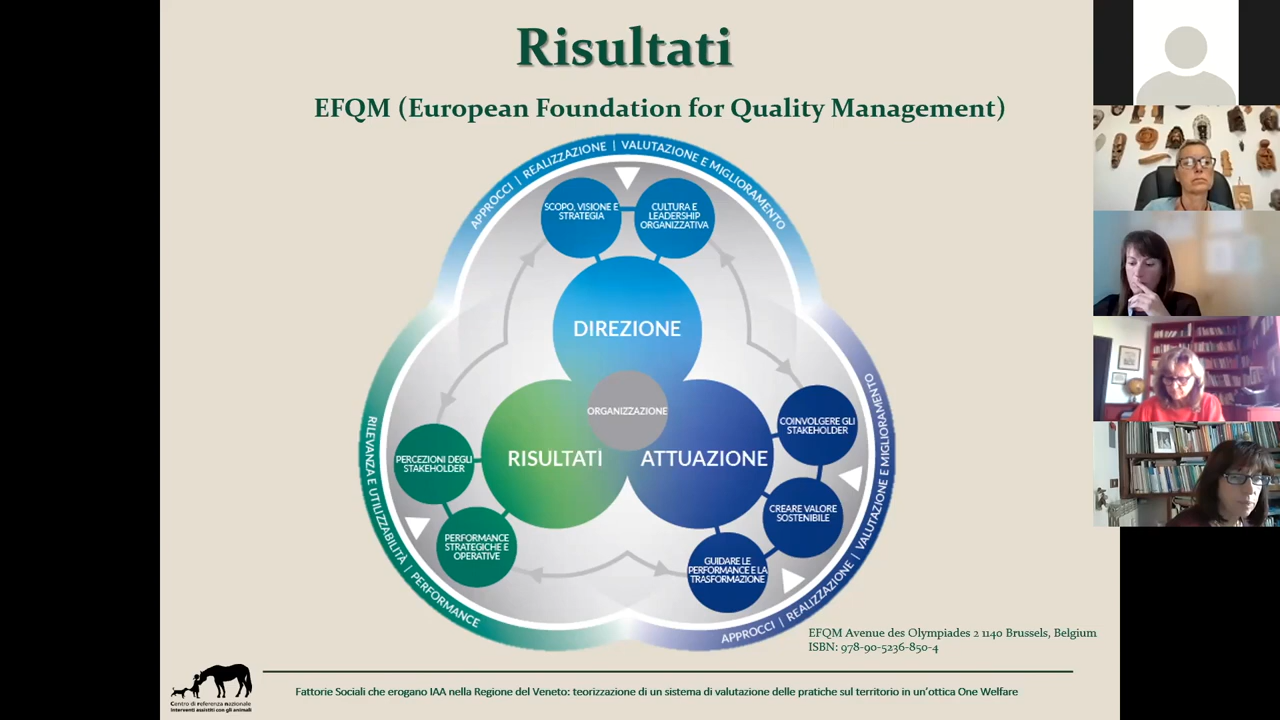 Risultati
EFQM (European Foundation for Quality Management)
APPROCCI | REALIZZAZIONE | VALUTAZIONE E MIGLIORAMENTO
SCOPO, VISIONE E
STRATEGIA
CULTURA E
LEADERSHIP
ORGANIZZATIVA
DIREZIONE
ORGANIZZAZIONE
RISULTATI
ATTUAZIONE
COINVOLGERE GLI
STAKEHOLDER
CREARE VALORE
SOSTENIBILE
GUIDARE LE
PERFORMANCE E LA
TRASFORMAZIONE
PERCEZIONI DEGLI
STAKEHOLDER
PERFORMANCE
STRATEGICHE E
OPERATIVE
RILEVANZA E UTILIZZABILITÀ | PERFORMANCE
APPROCCI | REALIZZAZIONE | VALUTAZIONE E MIGLIORAMENTO
EFQM Avenue des Olympiades 2 1140 Brussels, Belgium
ISBN: 978-90-5236-850-4
Centro di referenza nazionale
interventi assistiti con gli animali
Fattorie Sociali che erogano IAA nella Regione del Veneto: teorizzazione di un sistema di valutazione delle pratiche sul territorio in un'ottica One Welfare